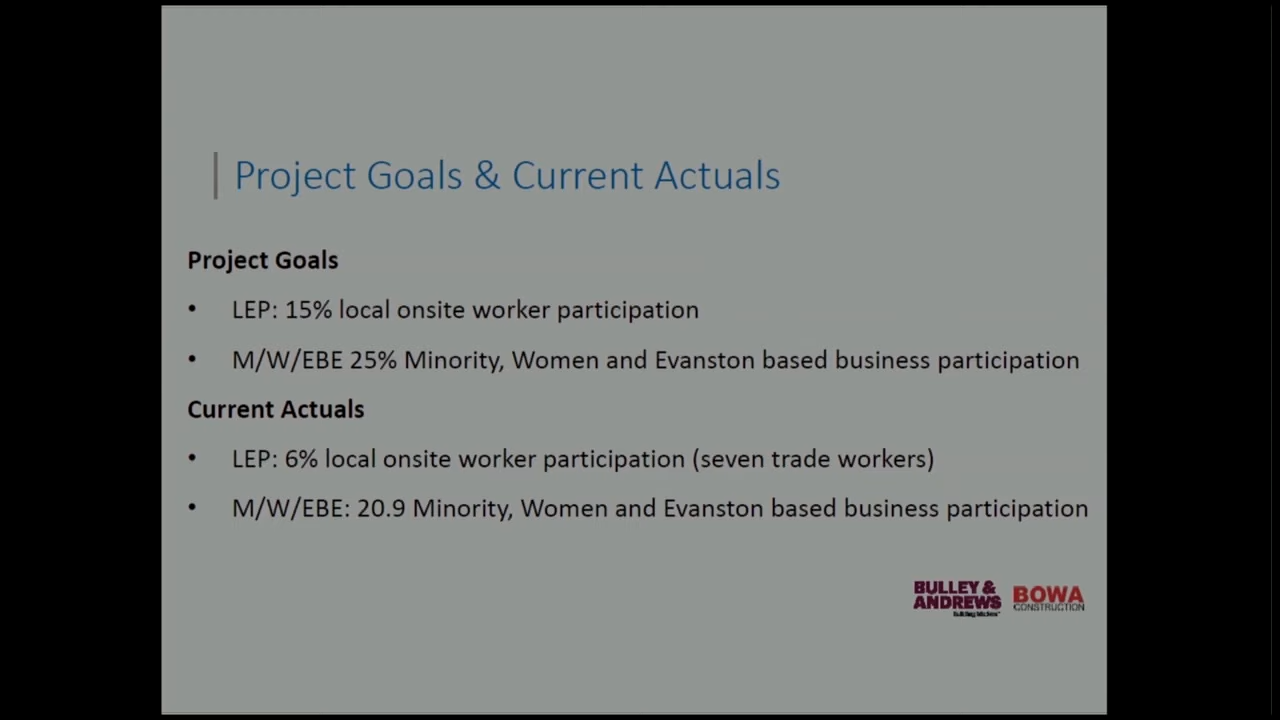 Project Goals & Current Actuals
Project Goals
• LEP: 15% local onsite worker participation
• M/W/EBE 25% Minority, Women and Evanston based business participation
Current Actuals
• LEP: 6% local onsite worker participation (seven trade workers)
• M/W/EBE: 20.9 Minority, Women and Evanston based business participation
BULLEY &
ANDREWS
BOWA
CONSTRUCTION